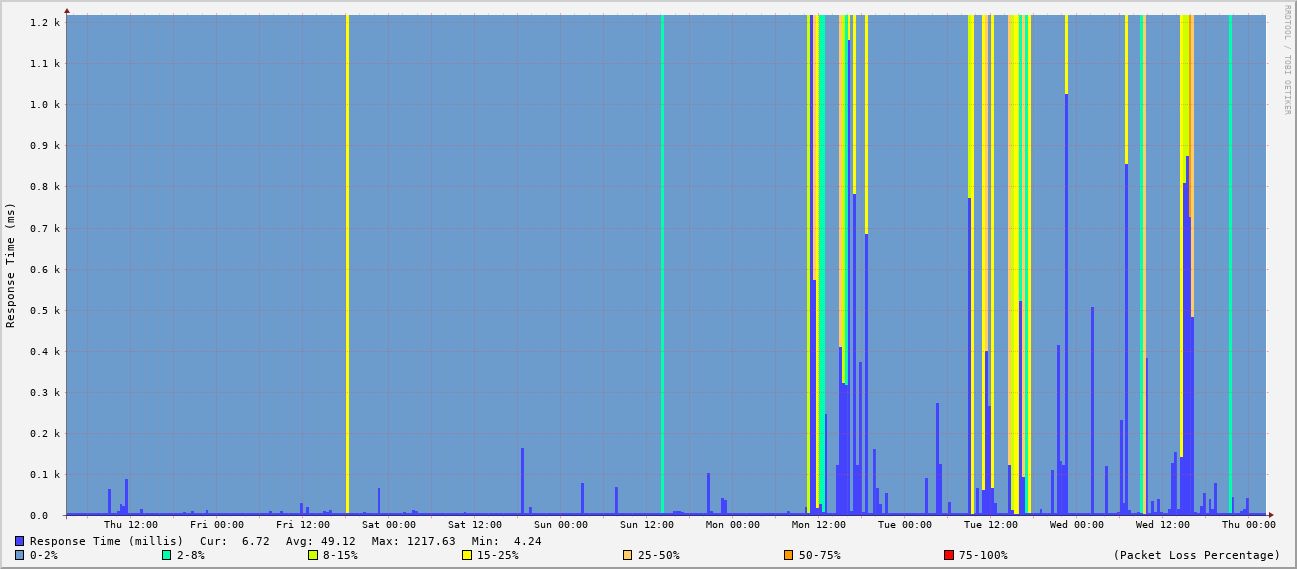 RRDTOOL / TOBI OETIKER
Response Time (ms)
1.2 k
1.1 k
1.0 k
0.9 k
0.8 k
0.7 k
0.6 k
0.5 k
0.4 k
0.3 k
0.2 k
0.1 k
0.0
Thu 12:00 Fri 00:00 Fri 12:00 Sat 00:00 Sat 12:00 Sun 00:00 Sun 12:00 Mon 00:00 Mon 12:00 Tue 00:00 Tue 12:00 Wed 00:00 Wed 12:00 Thu 00:00
Response Time (millis) Cur: 6.72 Avg: 49.12 Max: 1217.63 Min: 4.24
0-2% 2-8% 8-15% 15-25% 25-50% 50-75% 75-100% (Packet Loss Percentage)